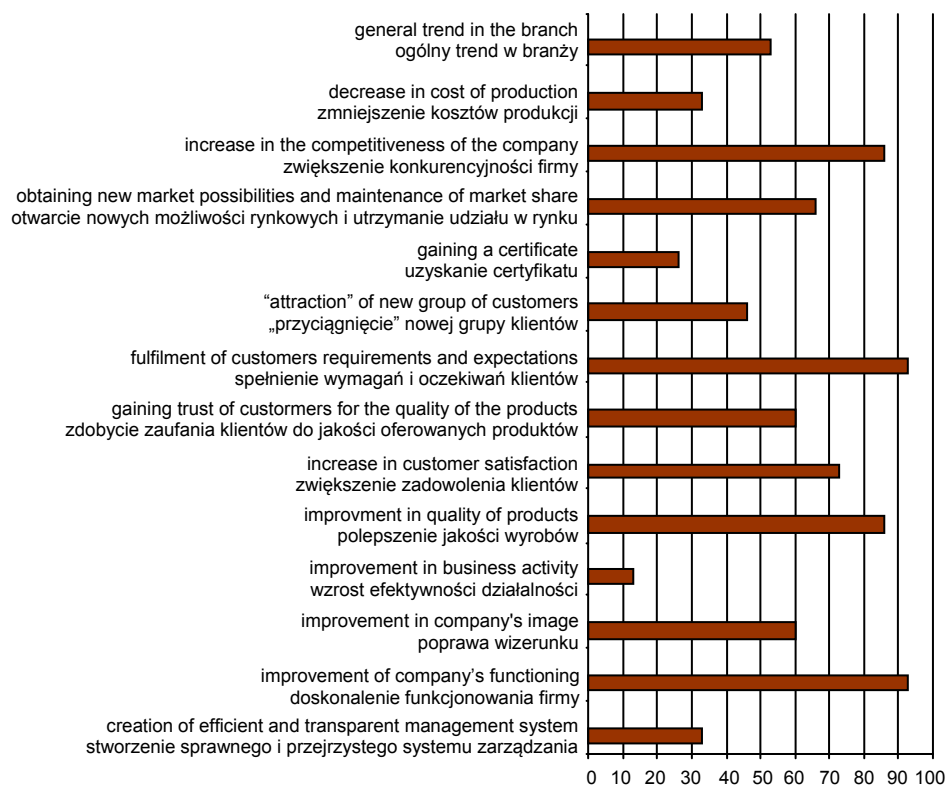 general trend in the branch
ogólny trend w branży
decrease in cost of production
zmniejszenie kosztów produkcji
increase in the competitiveness of the company
zwiększenie konkurencyjności firmy
obtaining new market possibilities and maintenance of market share
otwarcie nowych możliwości rynkowych i utrzymanie udziału w rynku
gaining a certificate
uzyskanie certyfikatu
“attraction” of new group of customers
„przyciągnięcie” nowej grupy klientów
fulfilment of customers requirements and expectations
spełnienie wymagań i oczekiwań klientów
gaining trust of custormers for the quality of the products
zdobycie zaufania klientów do jakości oferowanych produktów
increase in customer satisfaction
zwiększenie zadowolenia klientów
improvment in quality of products
polepszenie jakości wyrobów
improvement in business activity
wzrost efektywności działalności
improvement in company's image
poprawa wizerunku
improvement of company’s functioning
doskonalenie funkcjonowania firmy
creation of efficient and transparent management system
stworzenie sprawnego i przejrzystego systemu zarządzania
0 10 20 30 40 50 60 70 80 90 100